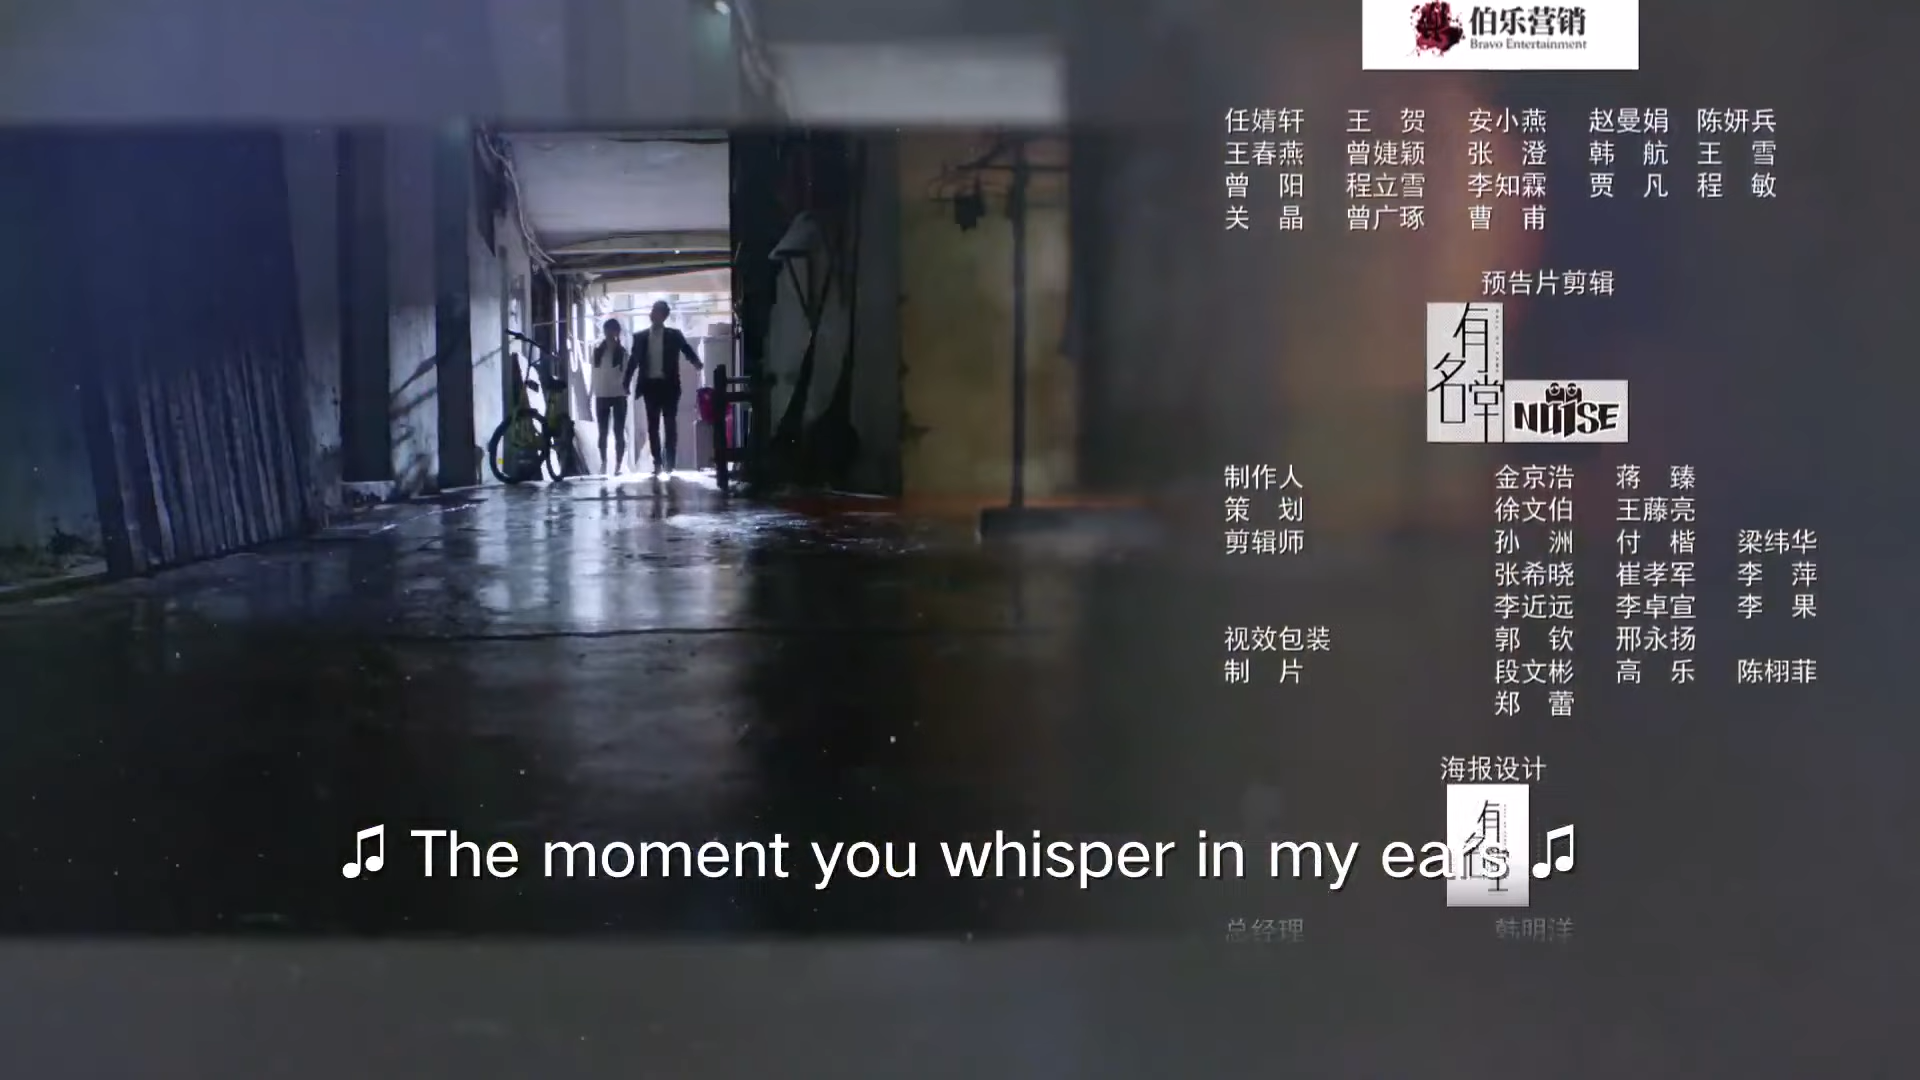 伯乐营销
Bravo Entertainment
任婧轩 王 贺 安小燕 赵曼娟 陈妍兵
王春燕 曾婕颖 张 澄 韩 航 王 雪
曾 阳 程立雪 李知霖 贾 凡 程 敏
关 晶 曾广琢 曹 甫
预告片剪辑
有名堂
NOISE
制作人 金京浩 蒋 臻
策 划 徐文伯 王藤亮
剪辑师 孙 洲 付 楷 梁纬华
张希晓 崔孝军 李 萍
李近远 李卓宣 李 果
视效包装 郭 钦 邢永扬
制 片 段文彬 高 乐 陈栩菲
郑 蕾
海报设计
有名堂
♫ The moment you whisper in my ears ♫
总经理 韩明洋